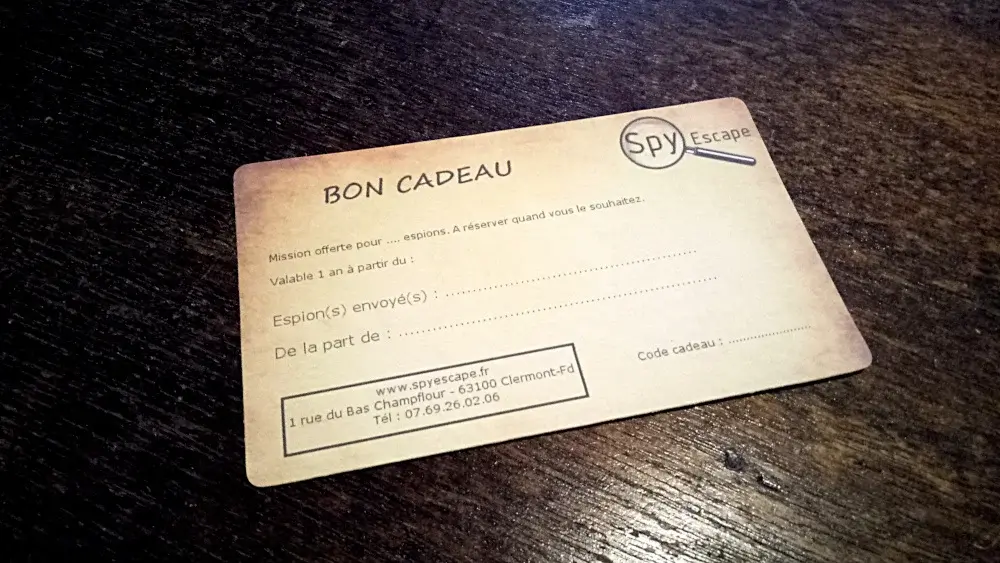 Spy Escape
BON CADEAU
Mission offerte pour .... espions. A réserver quand vous le souhaitez.
Valable 1 an à partir du :
Espion(s) envoyé(s) : ................................................
De la part de : ............................................................
Code cadeau : ........................
www.spyescape.fr
1 rue du Bas Champflour - 63100 Clermont-Fd
Tél : 07.69.26.02.06